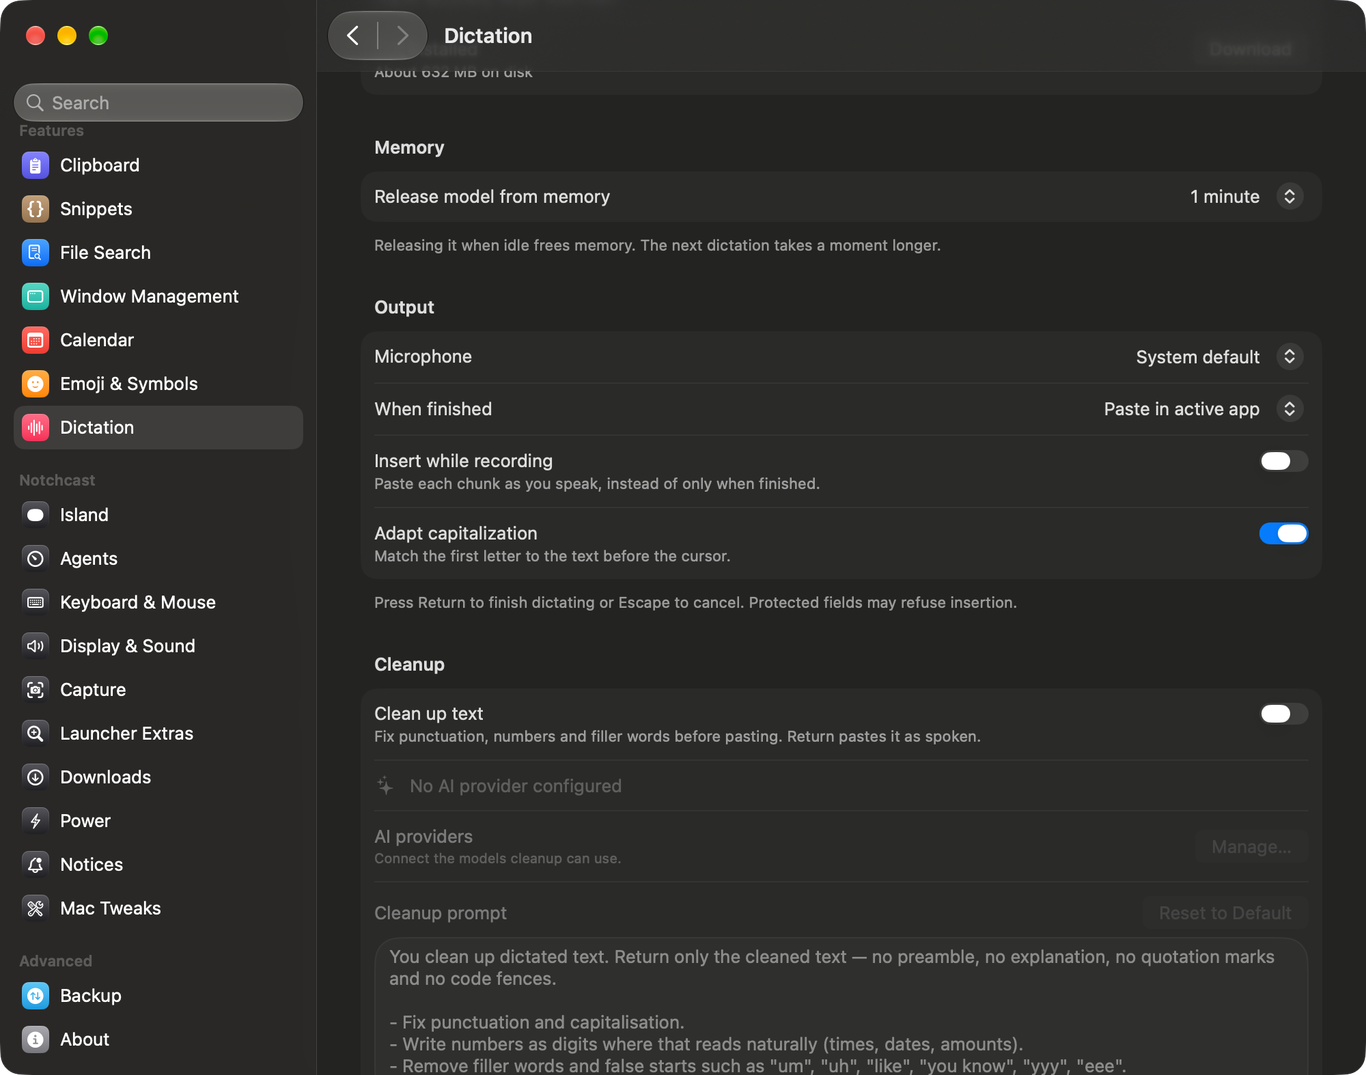 Dictation
Download
About 632 MB on disk
Search
Features
Clipboard
Snippets
File Search
Window Management
Calendar
Emoji & Symbols
Dictation
Notchcast
Island
Agents
Keyboard & Mouse
Display & Sound
Capture
Launcher Extras
Downloads
Power
Notices
Mac Tweaks
Advanced
Backup
About
Memory
Release model from memory
1 minute
Releasing it when idle frees memory. The next dictation takes a moment longer.
Output
Microphone
System default
When finished
Paste in active app
Insert while recording
Paste each chunk as you speak, instead of only when finished.
Adapt capitalization
Match the first letter to the text before the cursor.
Press Return to finish dictating or Escape to cancel. Protected fields may refuse insertion.
Cleanup
Clean up text
Fix punctuation, numbers and filler words before pasting. Return pastes it as spoken.
No AI provider configured
AI providers
Connect the models cleanup can use.
Manage...
Cleanup prompt
Reset to Default
You clean up dictated text. Return only the cleaned text — no preamble, no explanation, no quotation marks
and no code fences.
- Fix punctuation and capitalisation.
- Write numbers as digits where that reads naturally (times, dates, amounts).
- Remove filler words and false starts such as "um", "uh", "like", "you know", "yyy", "eee".